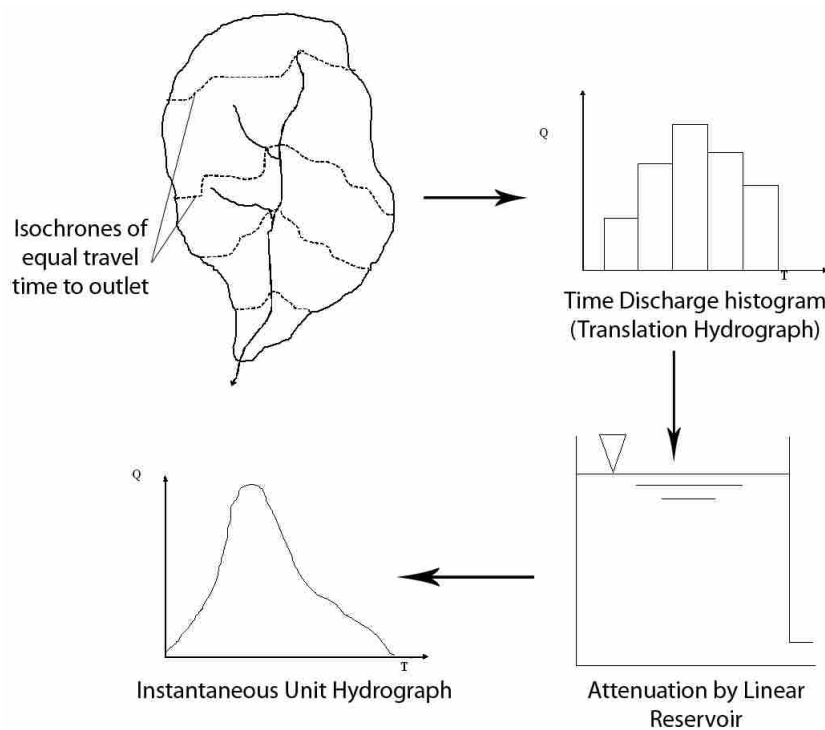 Isochrones of
equal travel
time to outlet
Q
T
Time Discharge histogram
(Translation Hydrograph)
Q
T
Instantaneous Unit Hydrograph
Attenuation by Linear
Reservoir